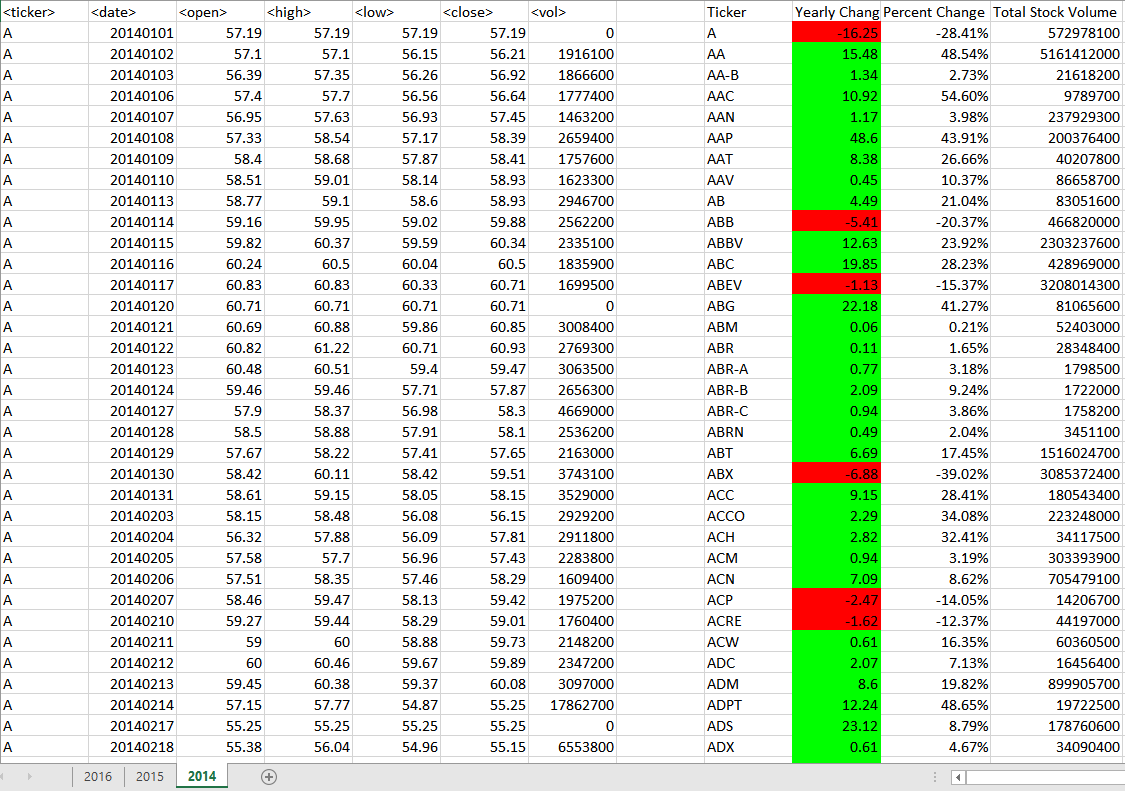 <ticker> <date> <open> <high> <low> <close> <vol> Ticker Yearly Chang Percent Change Total Stock Volume
A 20140101 57.19 57.19 57.19 57.19 0 A -16.25 -28.41% 572978100
A 20140102 57.1 57.1 56.15 56.21 1916100 AA 15.48 48.54% 5161412000
A 20140103 56.39 57.35 56.26 56.92 1866600 AA-B 1.34 2.73% 21618200
A 20140106 57.4 57.7 56.56 56.64 1777400 AAC 10.92 54.60% 9789700
A 20140107 56.95 57.63 56.93 57.45 1463200 AAN 1.17 3.98% 237929300
A 20140108 57.33 58.54 57.17 58.39 2659400 AAP 48.6 43.91% 200376400
A 20140109 58.4 58.68 57.87 58.41 1757600 AAT 8.38 26.66% 40207800
A 20140110 58.51 59.01 58.14 58.93 1623300 AAV 0.45 10.37% 86658700
A 20140113 58.77 59.1 58.6 58.93 2946700 AB 4.49 21.04% 83051600
A 20140114 59.16 59.95 59.02 59.88 2562200 ABB -5.41 -20.37% 466820000
A 20140115 59.82 60.37 59.59 60.34 2335100 ABBV 12.63 23.92% 2303237600
A 20140116 60.24 60.5 60.04 60.5 1835900 ABC 19.85 28.23% 428969000
A 20140117 60.83 60.83 60.33 60.71 1699500 ABEV -1.13 -15.37% 3208014300
A 20140120 60.71 60.71 60.71 60.71 0 ABG 22.18 41.27% 81065600
A 20140121 60.69 60.88 59.86 60.85 3008400 ABM 0.06 0.21% 52403000
A 20140122 60.82 61.22 60.71 60.93 2769300 ABR 0.11 1.65% 28348400
A 20140123 60.48 60.51 59.4 59.47 3063500 ABR-A 0.77 3.18% 1798500
A 20140124 59.46 59.46 57.71 57.87 2656300 ABR-B 2.09 9.24% 1722000
A 20140127 57.9 58.37 56.98 58.3 4669000 ABR-C 0.94 3.86% 1758200
A 20140128 58.5 58.88 57.91 58.1 2536200 ABRN 0.49 2.04% 3451100
A 20140129 57.67 58.22 57.41 57.65 2163000 ABT 6.69 17.45% 1516024700
A 20140130 58.42 60.11 58.42 59.51 3743100 ABX -6.88 -39.02% 3085372400
A 20140131 58.61 59.15 58.05 58.15 3529000 ACC 9.15 28.41% 180543400
A 20140203 58.15 58.48 56.08 56.15 2929200 ACCO 2.29 34.08% 223248000
A 20140204 56.32 57.88 56.09 57.81 2911800 ACH 2.82 32.41% 34117500
A 20140205 57.58 57.7 56.96 57.43 2283800 ACM 0.94 3.19% 303393900
A 20140206 57.51 58.35 57.46 58.29 1609400 ACN 7.09 8.62% 705479100
A 20140207 58.46 59.47 58.13 59.42 1975200 ACP -2.47 -14.05% 14206700
A 20140210 59.27 59.44 58.29 59.01 1760400 ACRE -1.62 -12.37% 44197000
A 20140211 59 60 58.88 59.73 2148200 ACW 0.61 16.35% 60360500
A 20140212 60 60.46 59.67 59.89 2347200 ADC 2.07 7.13% 16456400
A 20140213 59.45 60.38 59.37 60.08 3097000 ADM 8.6 19.82% 899905700
A 20140214 57.15 57.77 54.87 55.25 17862700 ADPT 12.24 48.65% 19722500
A 20140217 55.25 55.25 55.25 55.25 0 ADS 23.12 8.79% 178760600
A 20140218 55.38 56.04 54.96 55.15 6553800 ADX 0.61 4.67% 34090400
2016 2015 2014